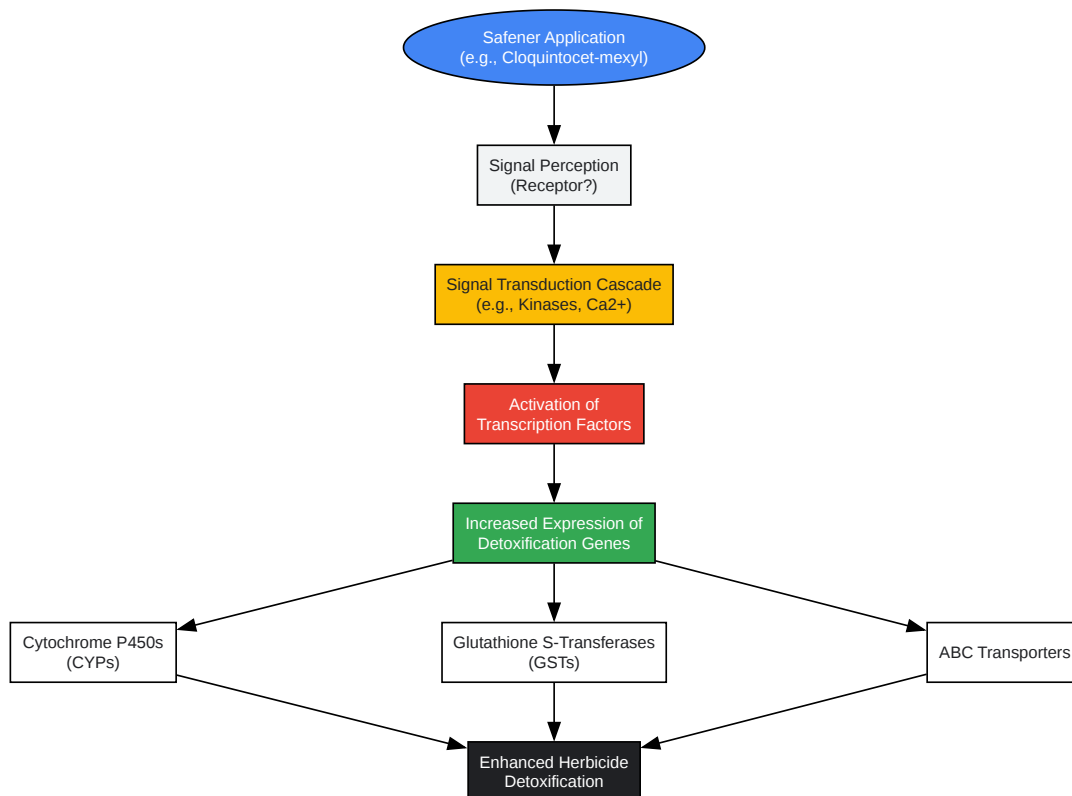 Safener Application
(e.g., Cloquintocet-mexyl)
Signal Perception
(Receptor?)
Signal Transduction Cascade
(e.g., Kinases, Ca2+)
Activation of
Transcription Factors
Increased Expression of
Detoxification Genes
Cytochrome P450s
(CYPs)
Glutathione S-Transferases
(GSTs)
ABC Transporters
Enhanced Herbicide
Detoxification